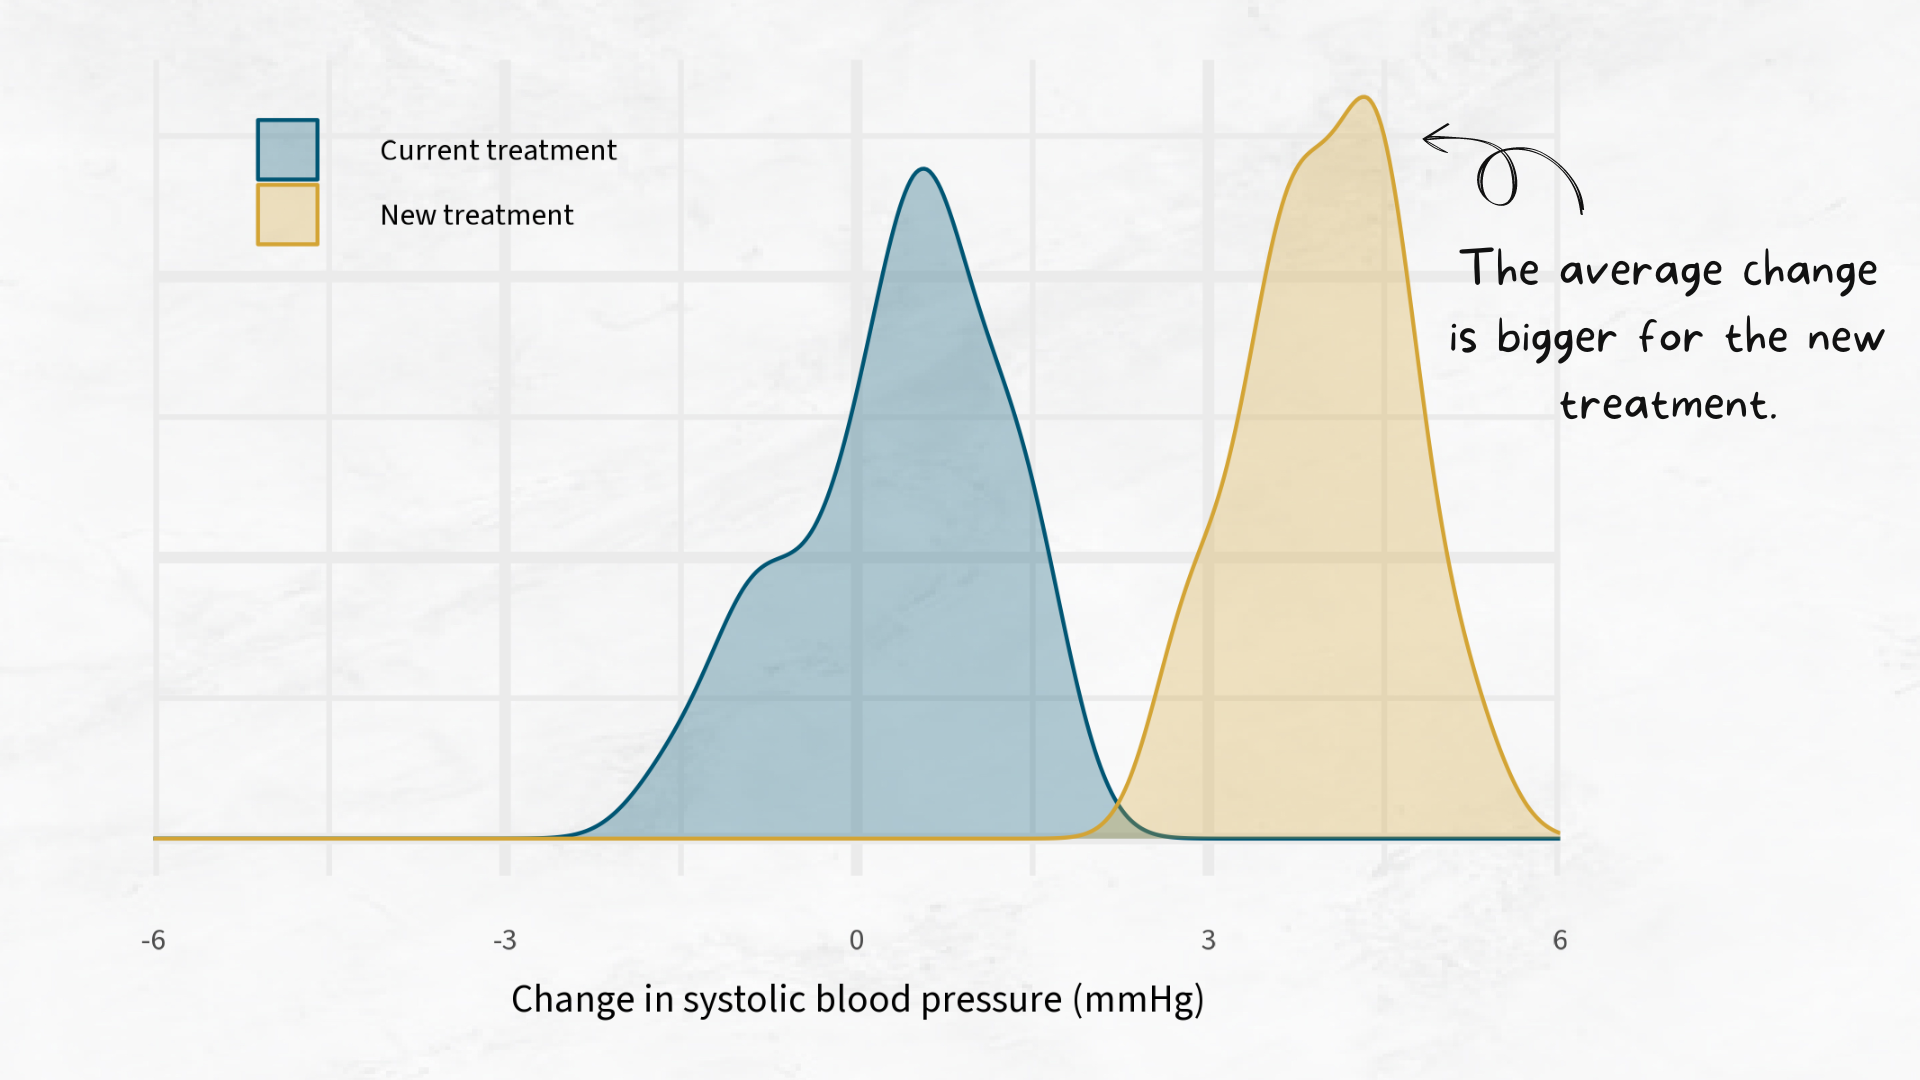 Current treatment
New treatment
The average change
is bigger for the new
treatment.
-6 -3 0 3 6
Change in systolic blood pressure (mmHg)